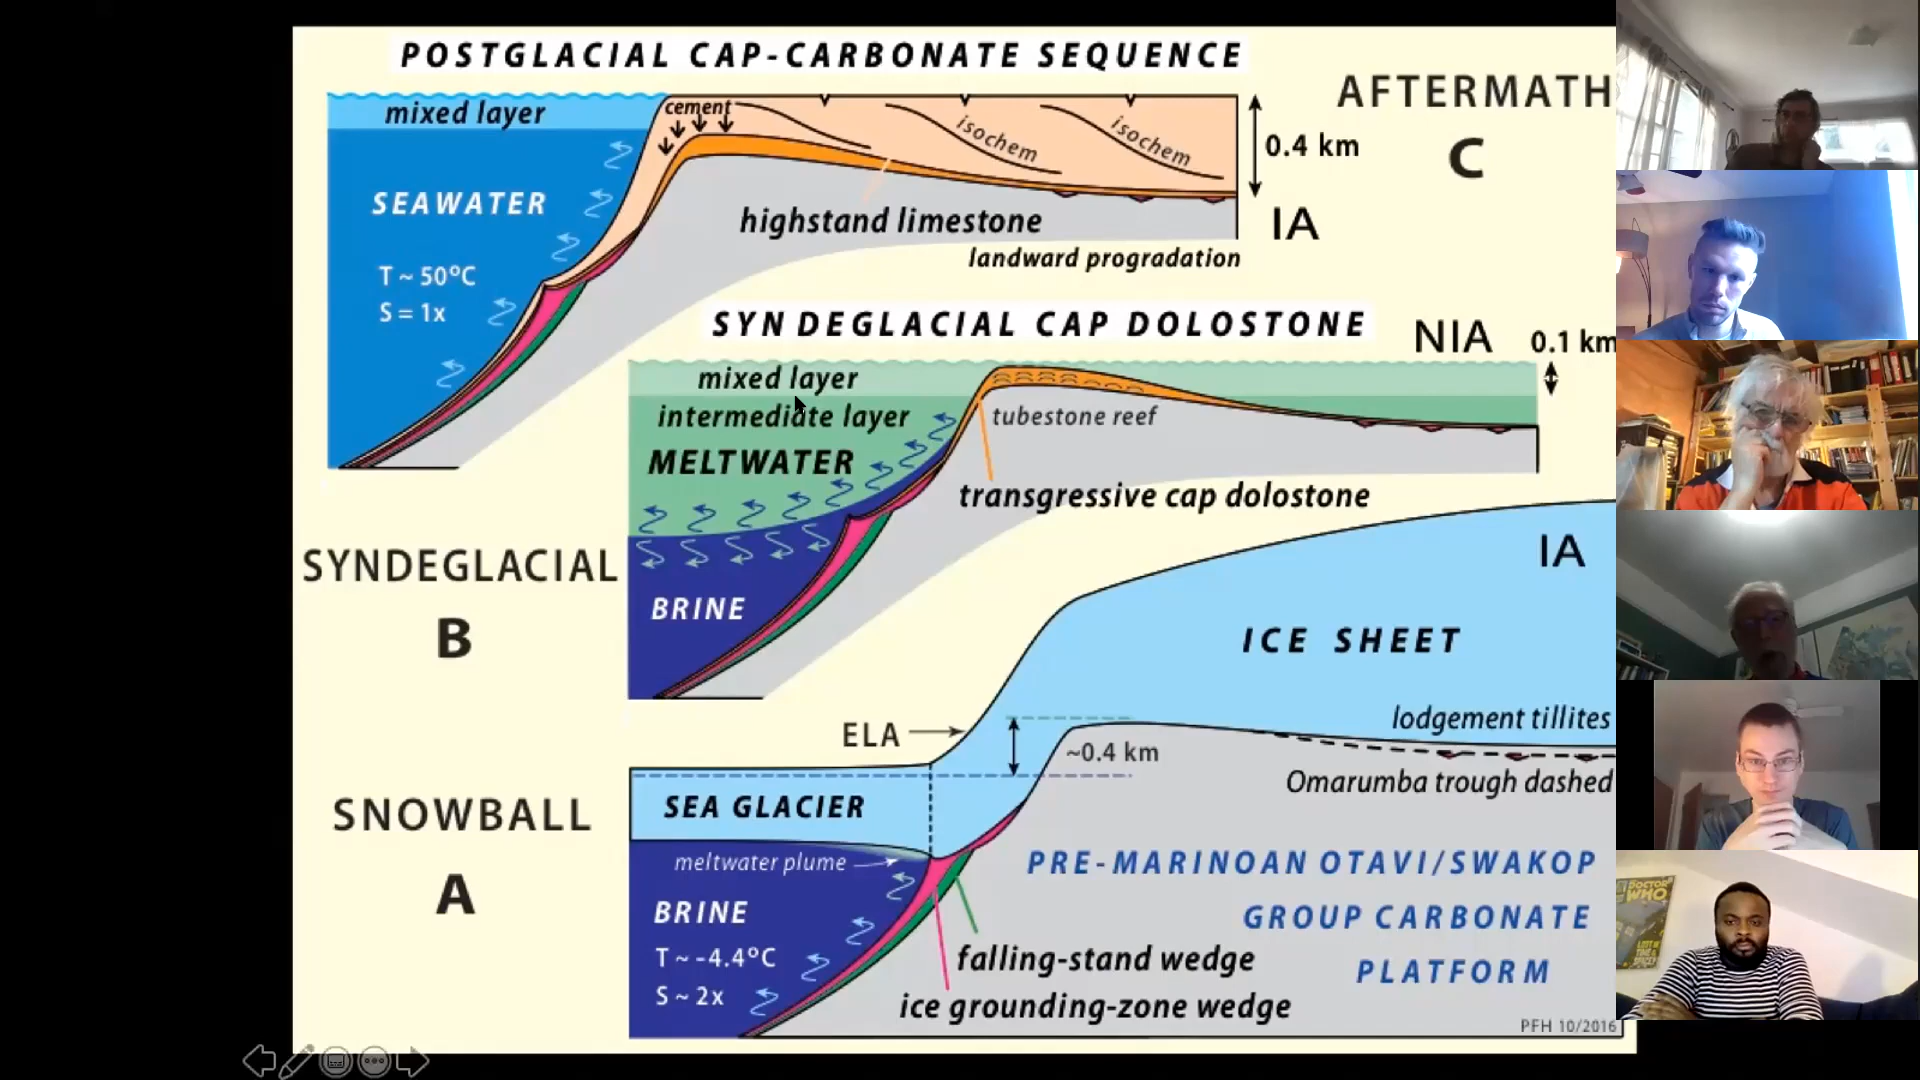 POSTGLACIAL CAP-CARBONATE SEQUENCE
AFTERMATH
C
mixed layer
cement
isochem
isochem
0.4 km
SEAWATER
T ~ 50°C
S = 1x
highstand limestone
IA
landward progradation
SYNDEGLACIAL CAP DOLOSTONE
NIA
0.1 km
mixed layer
intermediate layer
MELTWATER
tubestone reef
transgressive cap dolostone
SYNDEGLACIAL
B
BRINE
IA
ICE SHEET
ELA
~0.4 km
lodgement tillites
Omarumba trough dashed
SNOWBALL
A
SEA GLACIER
meltwater plume
BRINE
T ~ -4.4°C
S ~ 2x
PRE-MARINOAN OTAVI/SWAKOP
GROUP CARBONATE
PLATFORM
falling-stand wedge
ice grounding-zone wedge
PFH 10/2016
DOCTOR
WHO